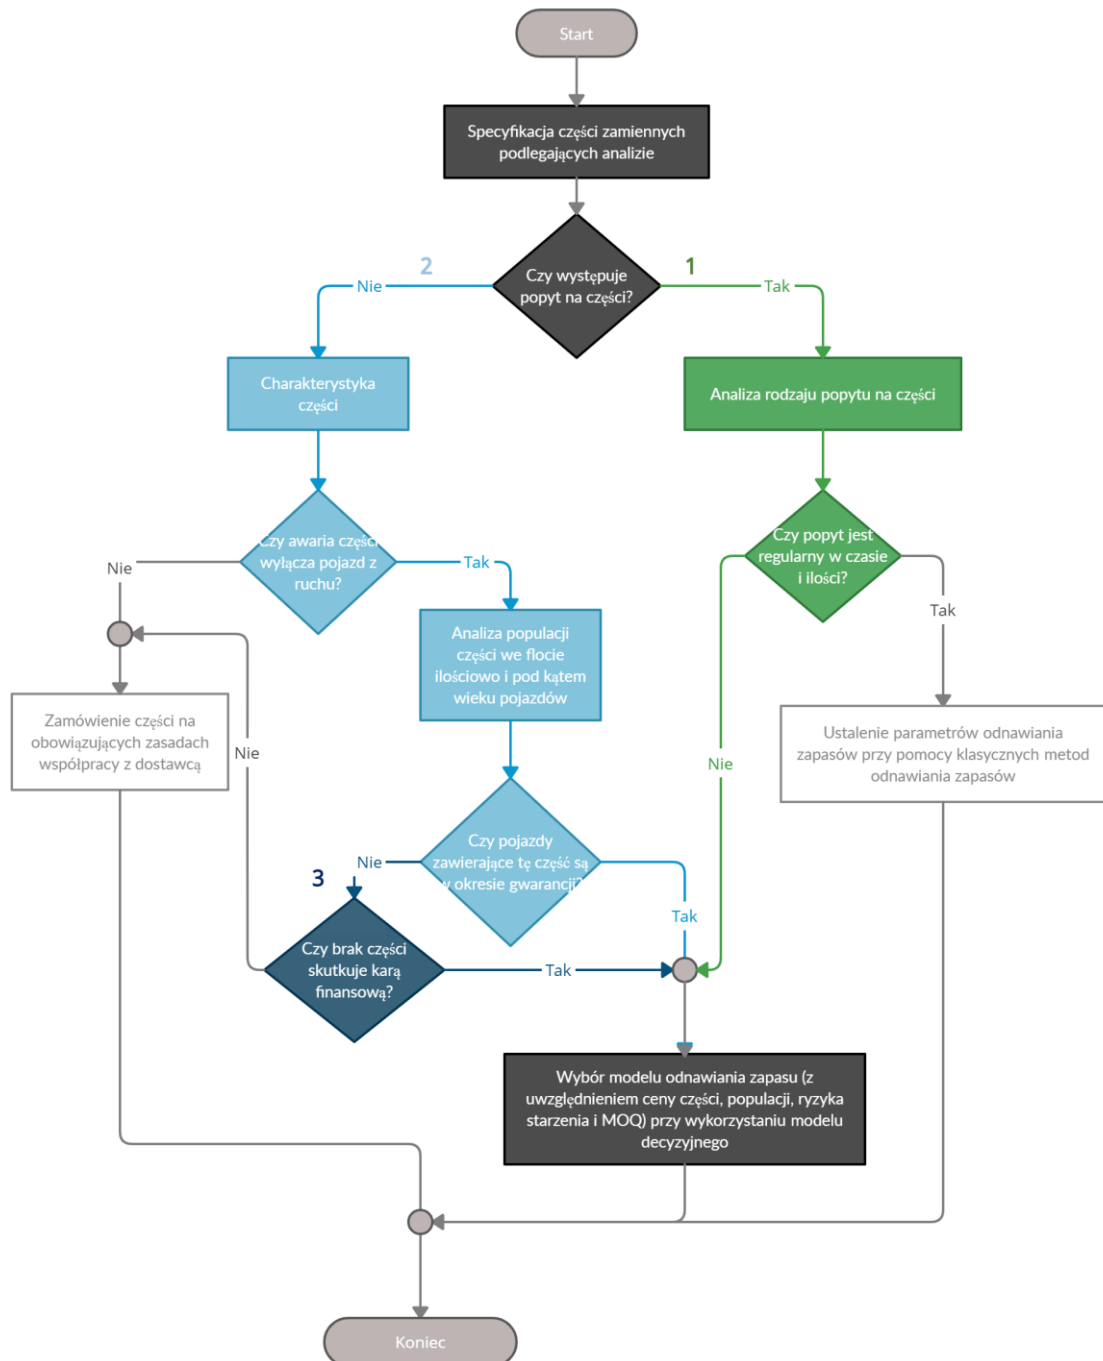 Start
Specyfikacja części zamiennych
podlegających analizie
Czy występuje
popyt na części?
2
1
Nie
Tak
Charakterystyka
części
Analiza rodzaju popytu na części
Czy awaria części
wyłącza pojazd z
ruchu?
Nie
Tak
Czy popyt jest
regularny w czasie
i ilości?
Tak
Nie
Analiza populacji
części we flocie
ilościowo i pod kątem
wieku pojazdów
Zamówienie części na
obowiązujących zasadach
współpracy z dostawcą
Nie
Ustalenie parametrów odnawiania
zapasów przy pomocy klasycznych metod
odnawiania zapasów
Czy pojazdy
zawierające tę część są
w okresie gwarancji?
Nie
Tak
3
Czy brak części
skutkuje karą
finansową?
Tak
Wybór modelu odnawiania zapasu (z
uwzględnieniem ceny części, populacji, ryzyka
starzenia i MOQ) przy wykorzystaniu modelu
decyzyjnego
Koniec